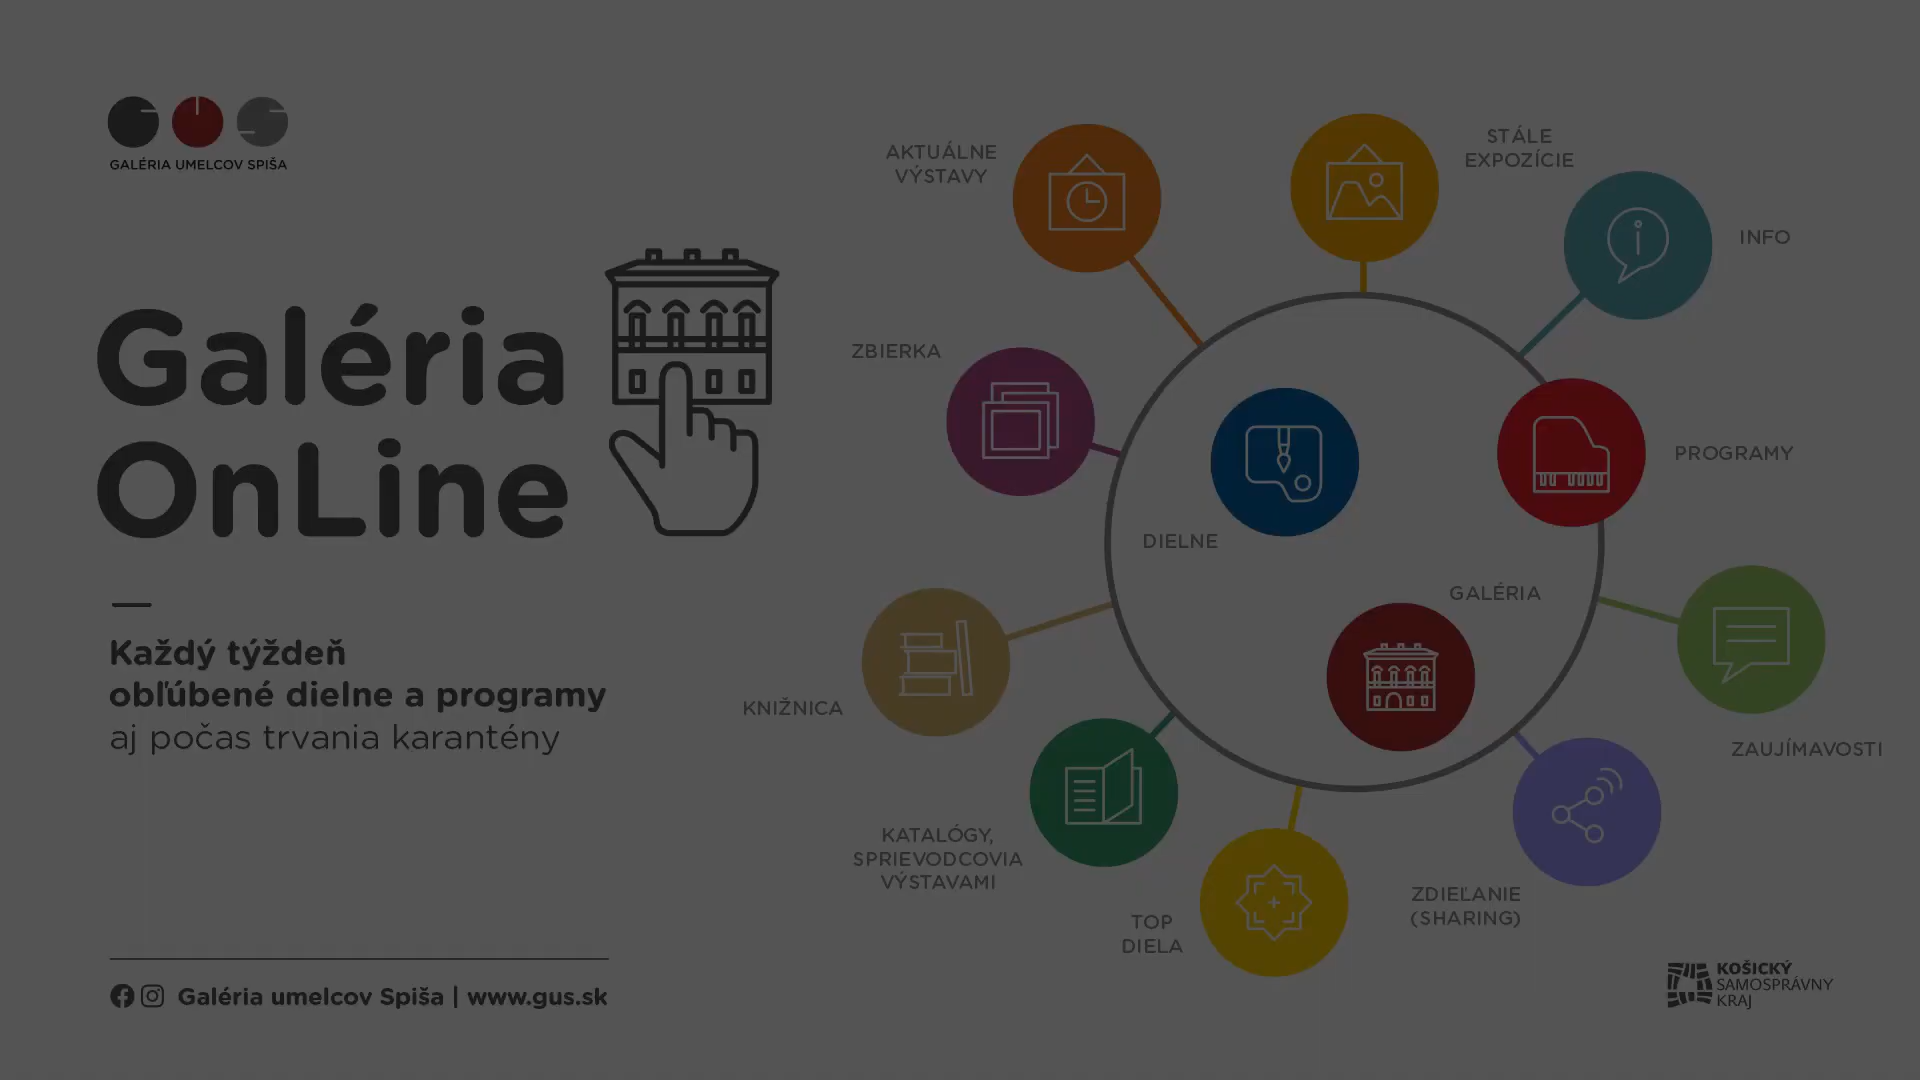 GALÉRIA UMELCOV SPIŠA
Galéria
OnLine
Každý týždeň
obľúbené dielne a programy
aj počas trvania karantény
Galéria umelcov Spiša | www.gus.sk
AKTUÁLNE
VÝSTAVY
STÁLE
EXPOZÍCIE
INFO
ZBIERKA
PROGRAMY
DIELNE
GALÉRIA
KNIŽNICA
ZAUJÍMAVOSTI
KATALÓGY,
SPRIEVODCOVIA
VÝSTAVAMI
TOP
DIELA
ZDIEĽANIE
(SHARING)
KOŠICKÝ
SAMOSPRÁVNY
KRAJ